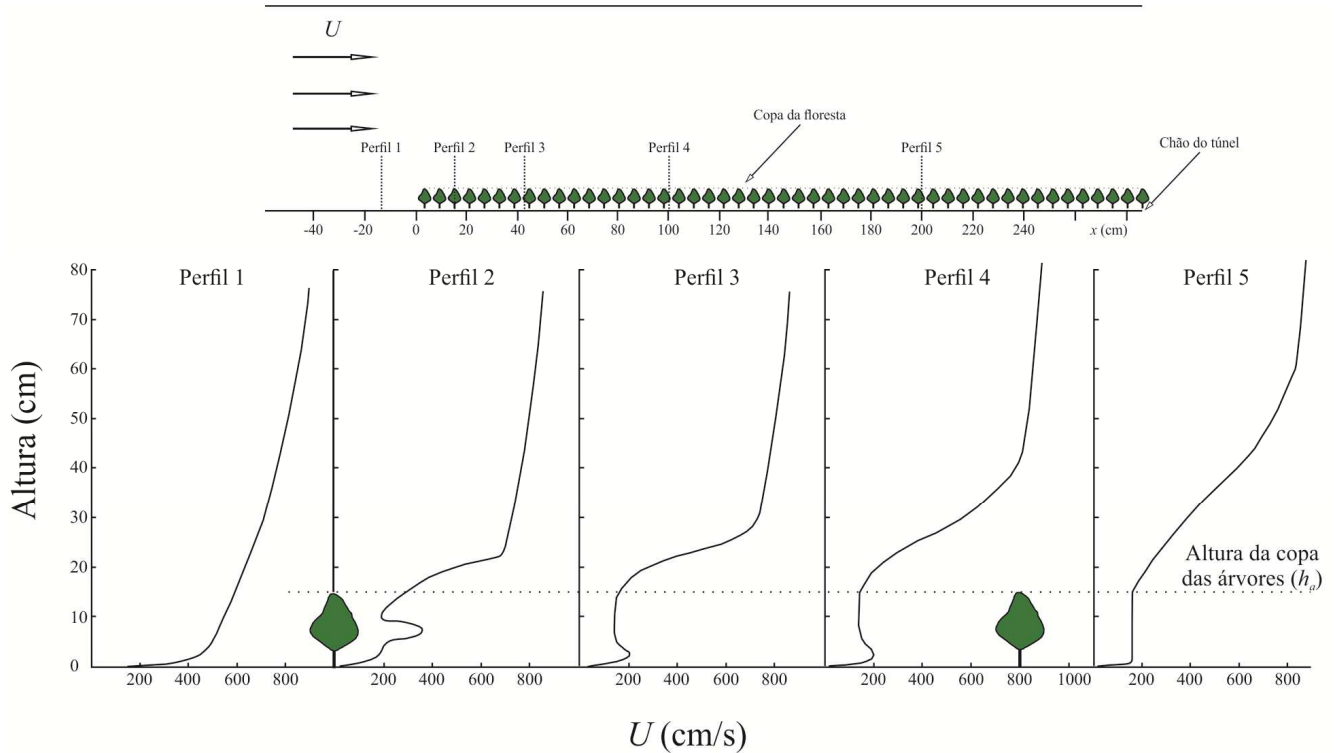 U
Copa da floresta
Chão do túnel
Perfil 1 Perfil 2 Perfil 3 Perfil 4 Perfil 5
-40 -20 0 20 40 60 80 100 120 140 160 180 200 220 240 x (cm)
Perfil 1 Perfil 2 Perfil 3 Perfil 4 Perfil 5
80
70
60
50
40
30
20
10
0
Altura (cm)
Altura da copa
das árvores (hₐ)
200 400 600 800 200 400 600 800 200 400 600 800 200 400 600 800 1000 200 400 600 800
U (cm/s)